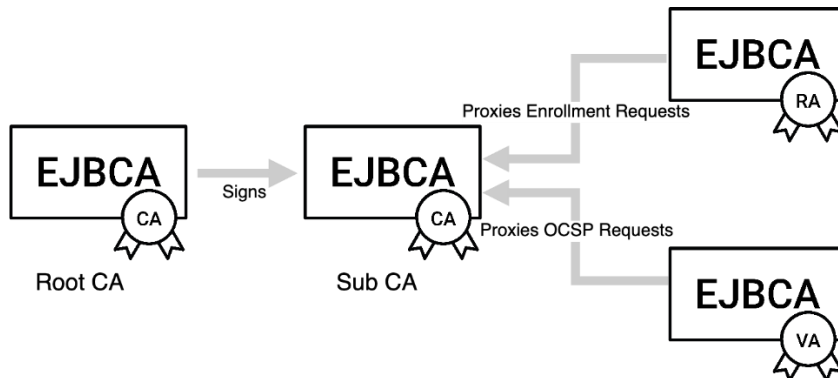 EJBCA
CA
Root CA
Signs
EJBCA
CA
Sub CA
Proxies Enrollment Requests
Proxies OCSP Requests
EJBCA
RA
EJBCA
VA